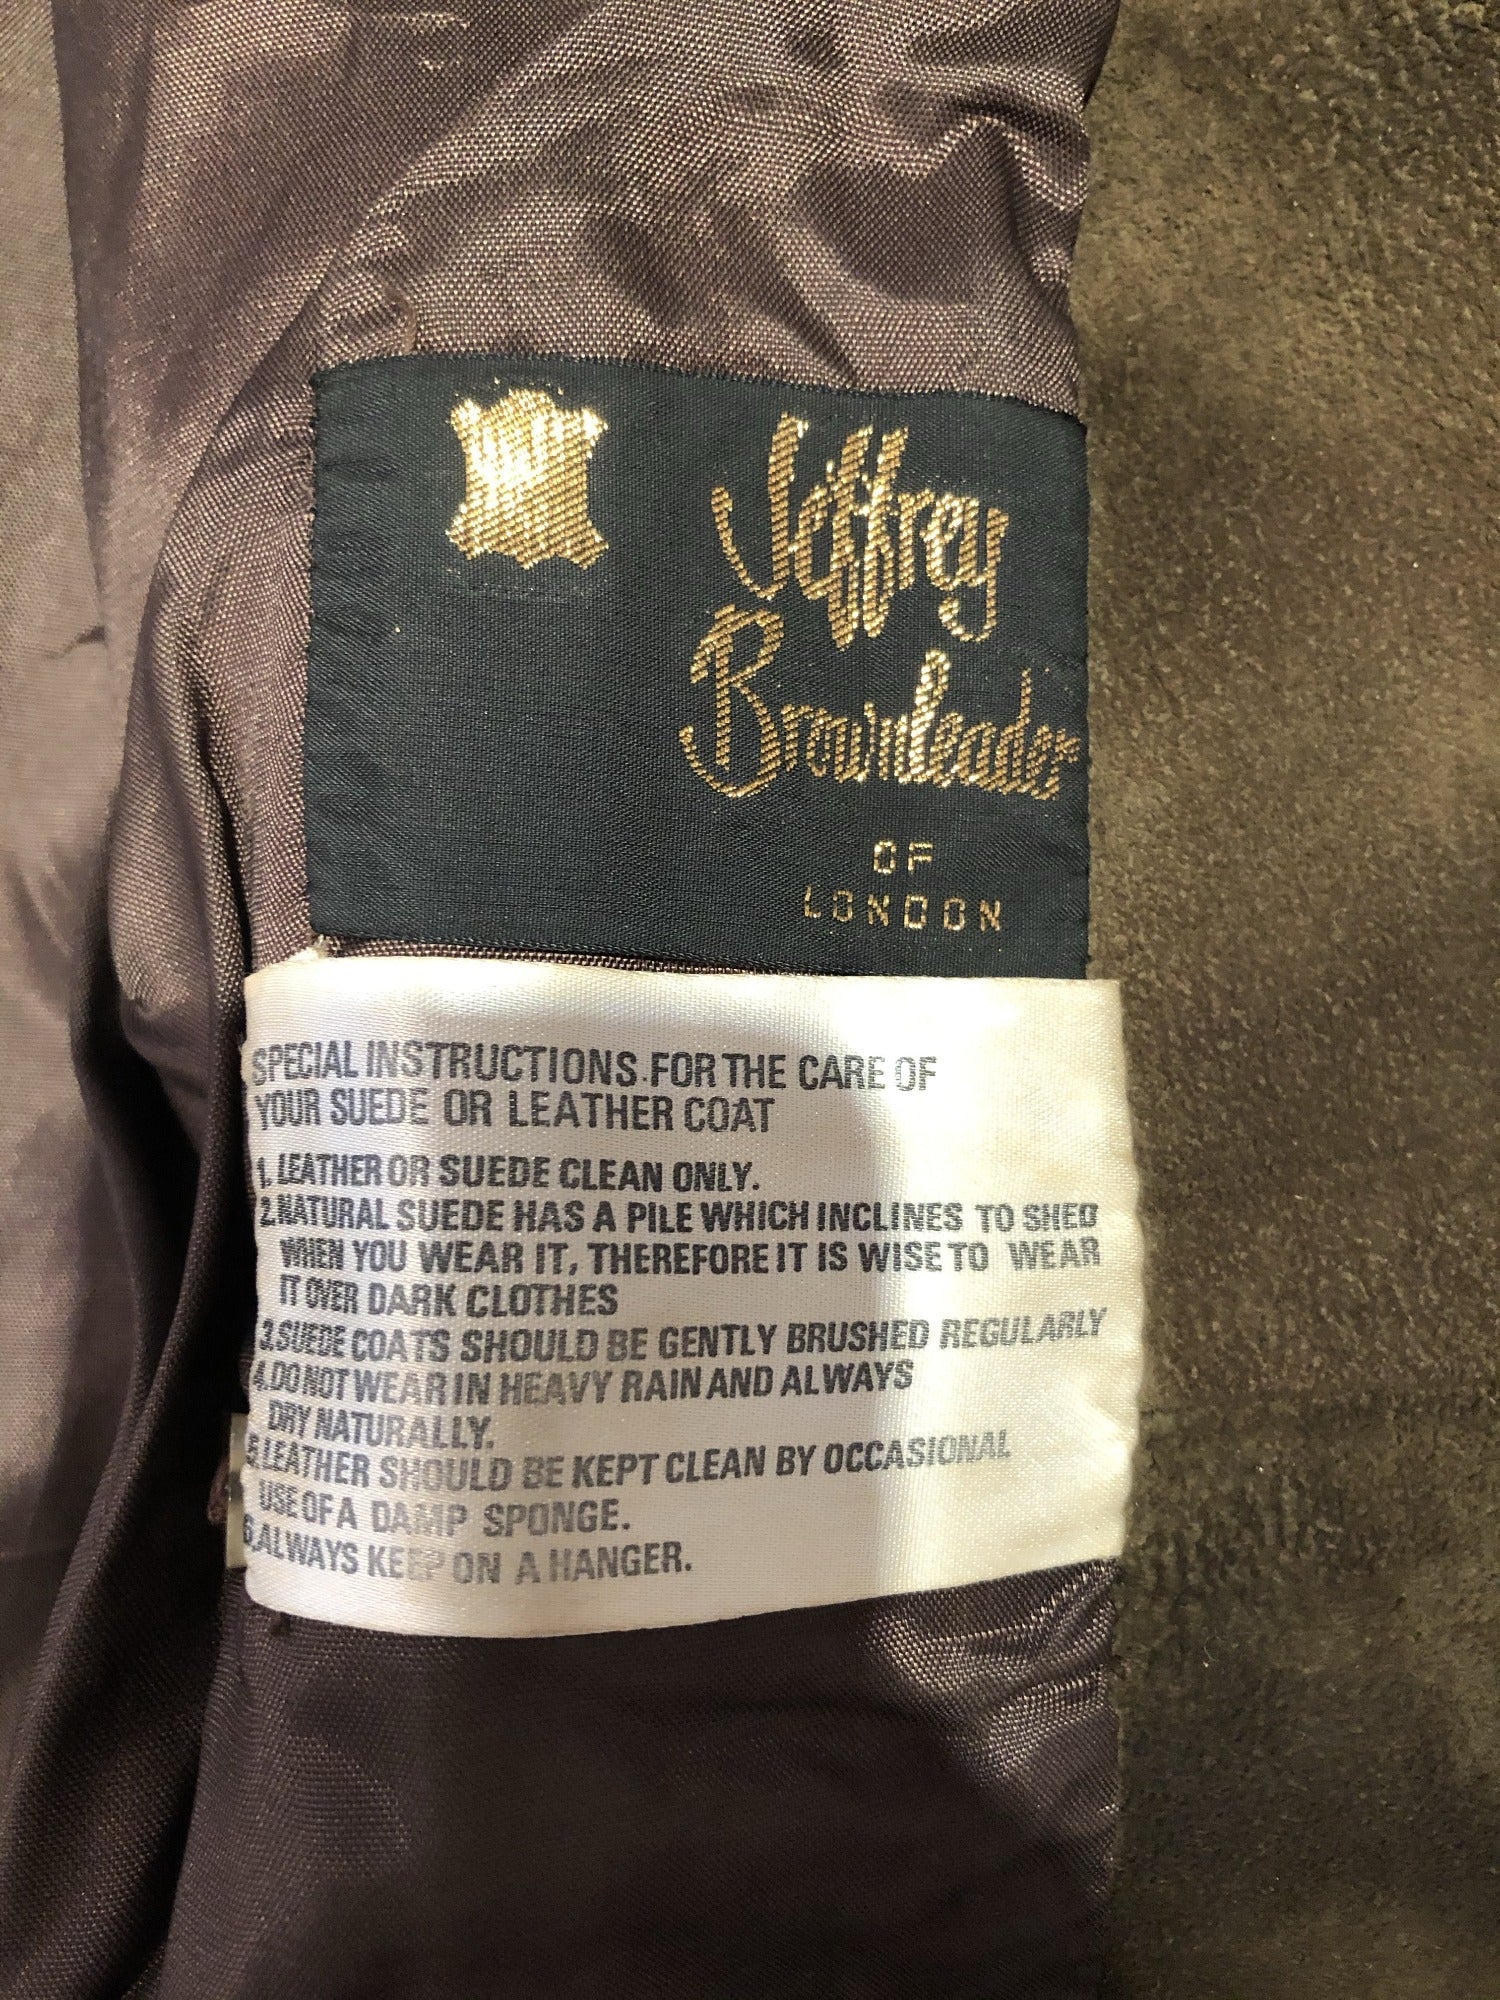 Jeffrey
Brownleader
OF
LONDON
SPECIAL INSTRUCTIONS.FOR THE CARE OF
YOUR SUEDE OR LEATHER COAT
1. LEATHER OR SUEDE CLEAN ONLY.
2.NATURAL SUEDE HAS A PILE WHICH INCLINES TO SHED
WHEN YOU WEAR IT, THEREFORE IT IS WISE TO WEAR
IT OVER DARK CLOTHES
3.SUEDE COATS SHOULD BE GENTLY BRUSHED REGULARLY
4.DO NOT WEAR IN HEAVY RAIN AND ALWAYS
DRY NATURALLY.
5.LEATHER SHOULD BE KEPT CLEAN BY OCCASIONAL
USE OF A DAMP SPONGE.
6.ALWAYS KEEP ON A HANGER.